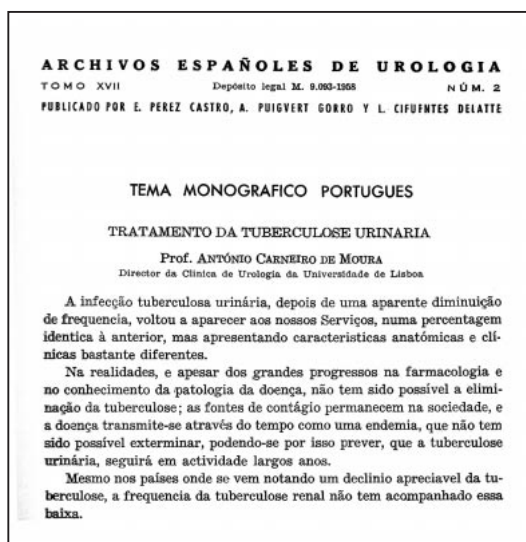 ARCHIVOS ESPAÑOLES DE UROLOGIA
TOMO XVII Depósito legal M. 9.093-1958 NÚM. 2
PUBLICADO POR E. PEREZ CASTRO, A. PUIGVERT GORRO Y L. CIFUENTES DELATTE
TEMA MONOGRAFICO PORTUGUES
TRATAMENTO DA TUBERCULOSE URINARIA
Prof. ANTÓNIO CARNEIRO DE MOURA
Director da Clínica de Urologia da Universidade de Lisboa
A infecção tuberculosa urinária, depois de uma aparente diminuição
de frequencia, voltou a aparecer aos nossos Serviços, numa percentagem
identica à anterior, mas apresentando caracteristicas anatómicas e clí-
nicas bastante diferentes.
Na realidades, e apesar dos grandes progressos na farmacologia e
no conhecimento da patologia da doença, não tem sido possível a elimi-
nação da tuberculose; as fontes de contágio permanecem na sociedade, e
a doença transmite-se através do tempo como uma endemia, que não tem
sido possível exterminar, podendo-se por isso prever, que a tuberculose
urinária, seguirá em actividade largos anos.
Mesmo nos países onde se vem notando um declinio apreciavel da tu-
berculose, a frequencia da tuberculose renal não tem acompanhado essa
baixa.